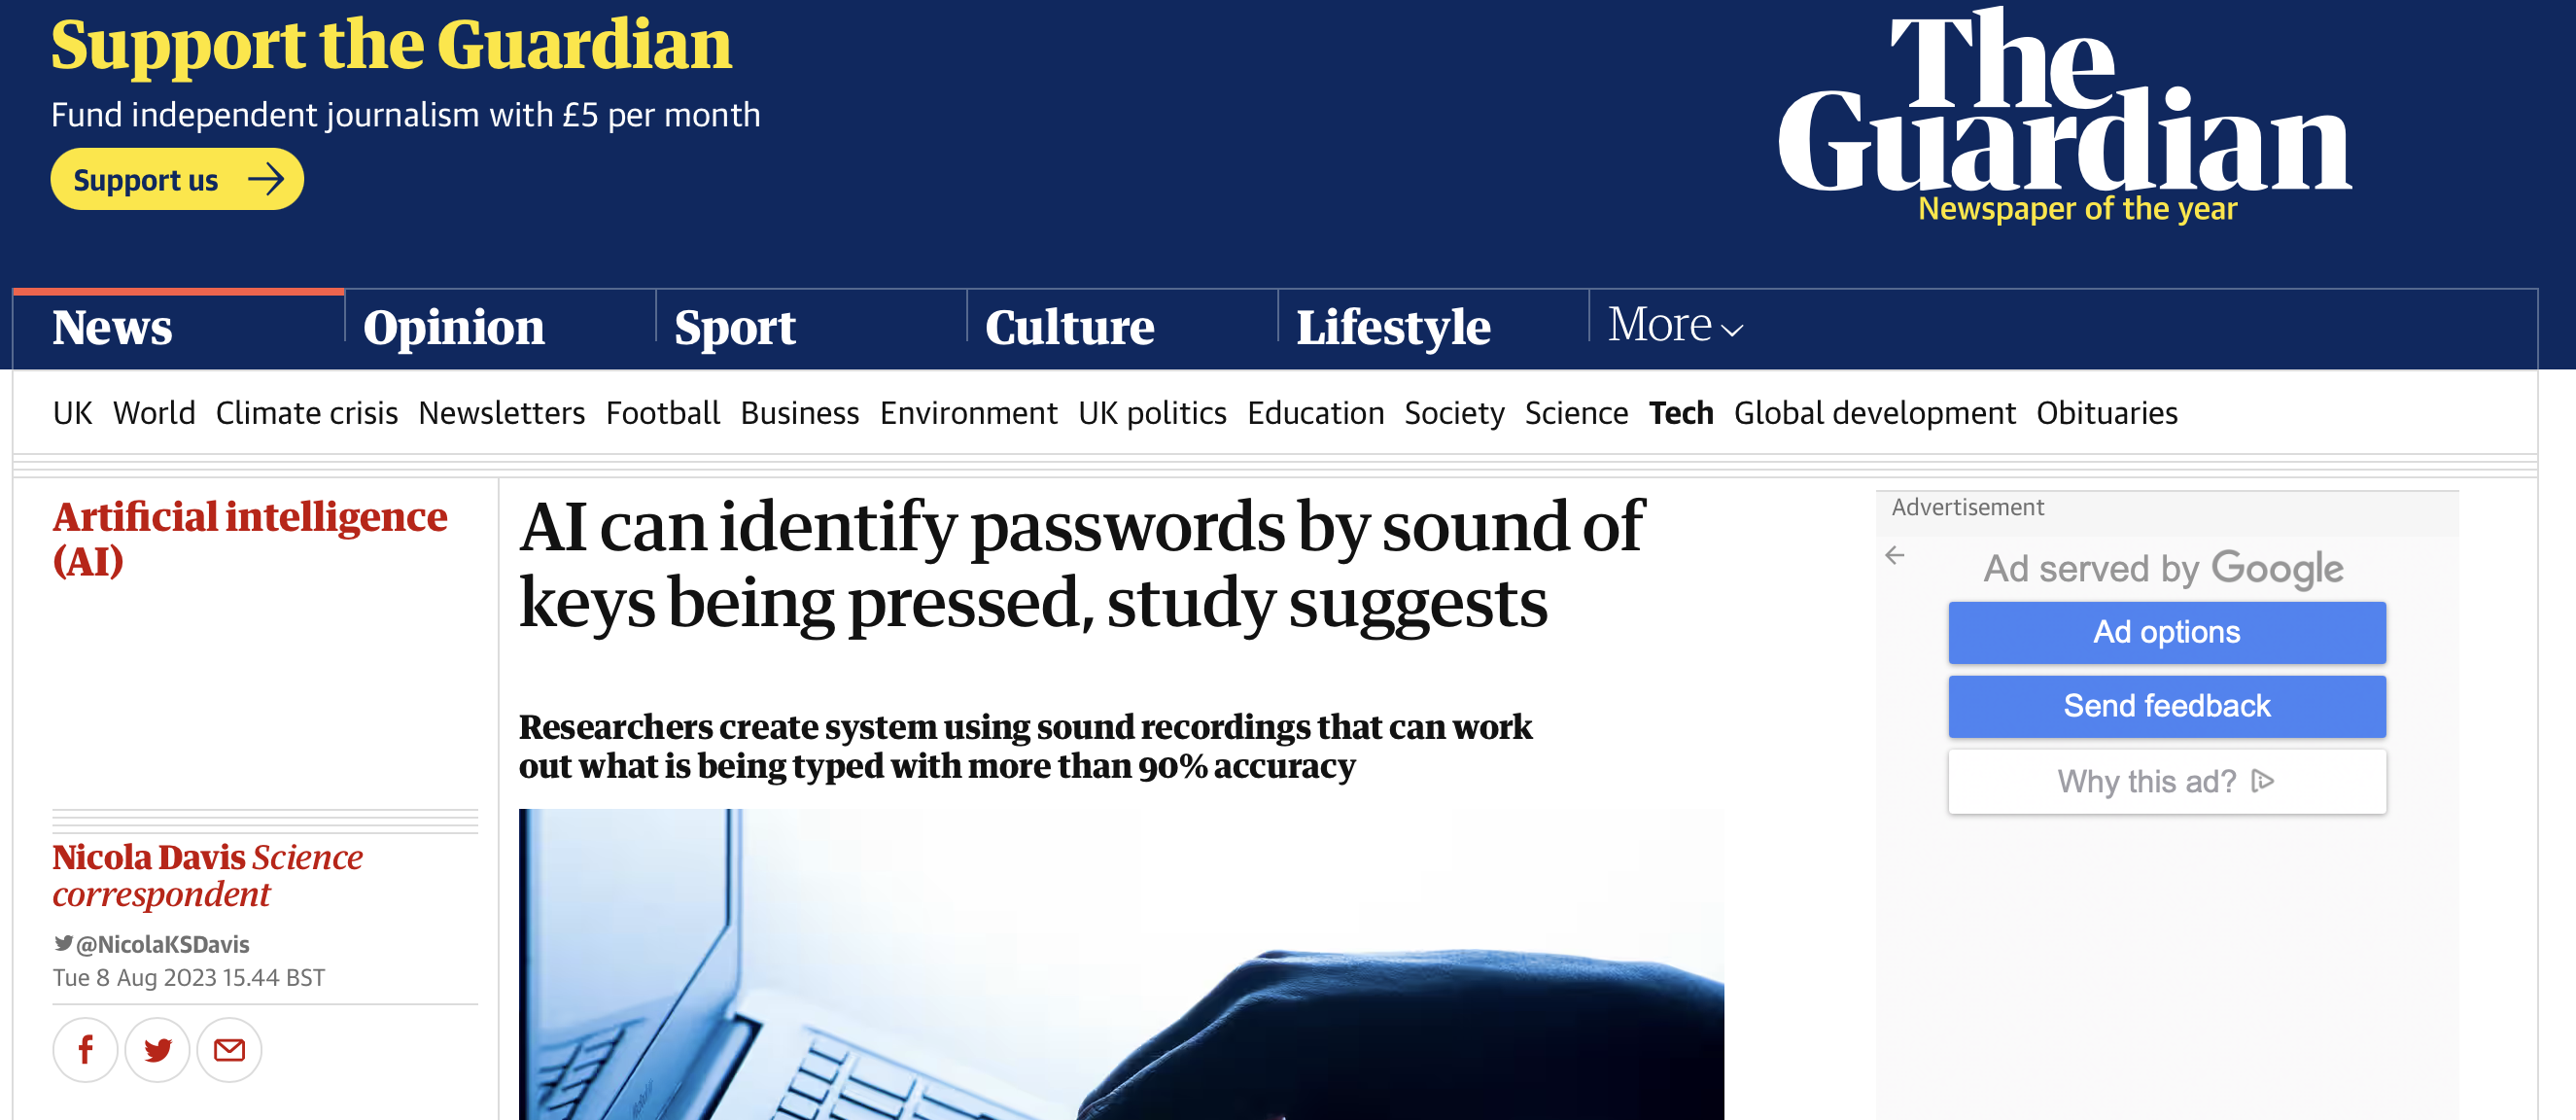 Support the Guardian
Fund independent journalism with £5 per month
Support us
The
Guardian
Newspaper of the year
News
Opinion
Sport
Culture
Lifestyle
More
UK World Climate crisis Newsletters Football Business Environment UK politics Education Society Science Tech Global development Obituaries
Artificial intelligence
(AI)
AI can identify passwords by sound of
keys being pressed, study suggests
Researchers create system using sound recordings that can work
out what is being typed with more than 90% accuracy
Nicola Davis Science
correspondent
@NicolaKSDavis
Tue 8 Aug 2023 15.44 BST
Advertisement
Ad served by Google
Ad options
Send feedback
Why this ad?